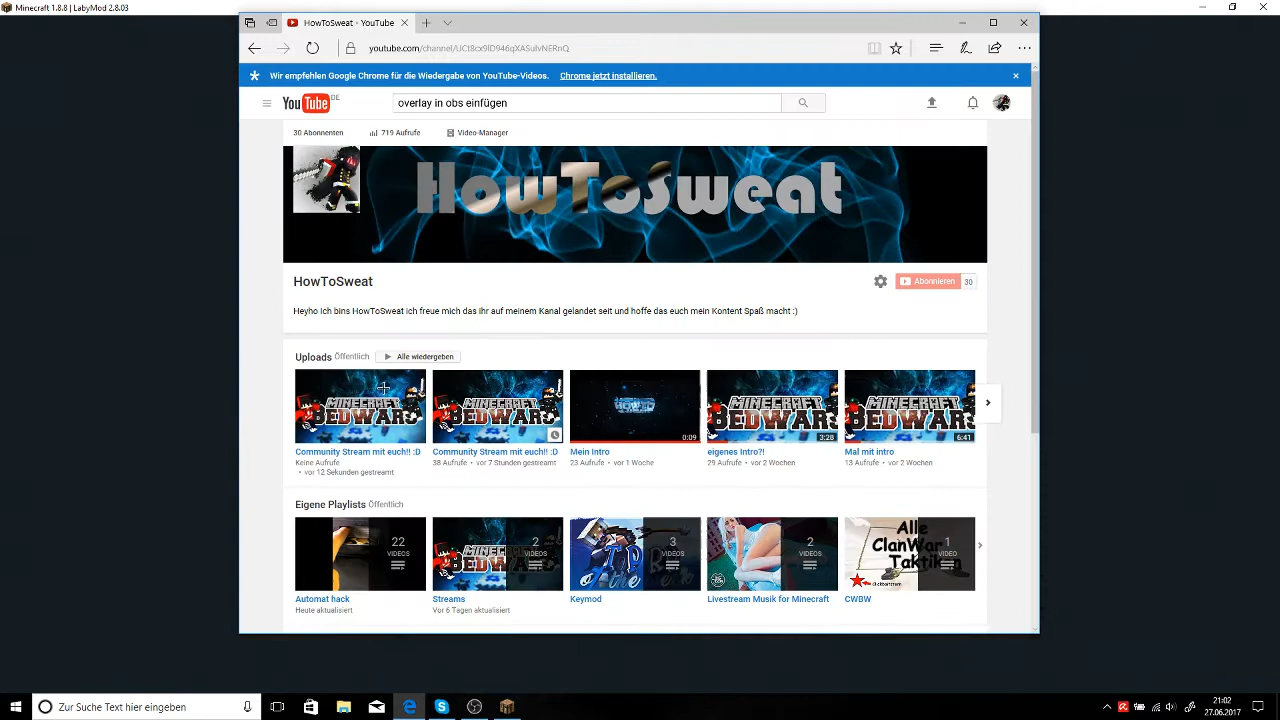 Minecraft 1.8.8 | LabyMod 2.8.03
HowToSweat - YouTube
youtube.com/channel/UCt8cx9lD946qXASuIvNERnQ
Wir empfehlen Google Chrome für die Wiedergabe von YouTube-Videos. Chrome jetzt installieren.
YouTube DE
overlay in obs einfügen
30 Abonnenten 719 Aufrufe Video-Manager
HowToSweat
HowToSweat
Abonnieren 30
Heyho Ich bins HowToSweat ich freue mich das Ihr auf meinem Kanal gelandet seit und hoffe das euch mein Kontent Spaß macht :)
Uploads Öffentlich Alle wiedergeben
MINECRAFT BEDWARS
MINECRAFT BEDWARS
0:09
MINECRAFT BEDWARS 3:28
MINECRAFT BEDWARS 6:41
Community Stream mit euch!! :D
Keine Aufrufe
• vor 12 Sekunden gestreamt
Community Stream mit euch!! :D
38 Aufrufe • vor 7 Stunden gestreamt
Mein Intro
23 Aufrufe • vor 1 Woche
eigenes Intro?!
29 Aufrufe • vor 2 Wochen
Mal mit intro
13 Aufrufe • vor 2 Wochen
Eigene Playlists Öffentlich
22 VIDEOS
2 VIDEOS
3 VIDEOS
2 VIDEOS
Alle
ClanWar
Taktiken
1 VIDEO
Automat hack
Heute aktualisiert
Streams
Vor 6 Tagen aktualisiert
Keymod
Livestream Musik for Minecraft
CWBW
Zur Suche Text hier eingeben
21:02
27.06.2017